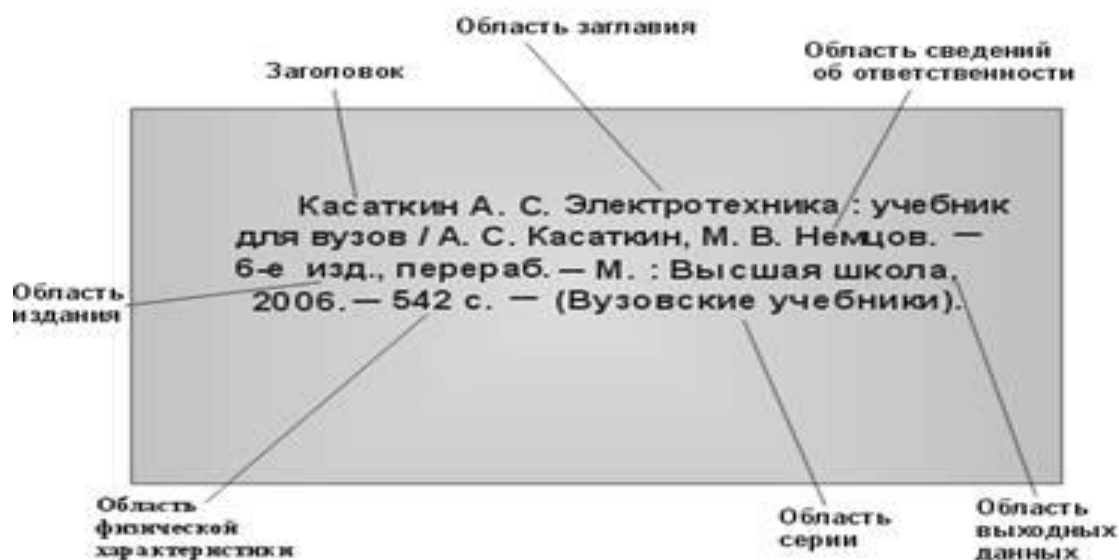 Область заглавия
Область сведений
об ответственности
Заголовок
Касаткин А. С. Электротехника : учебник
для вузов / А. С. Касаткин, М. В. Немцов. —
6-е изд., перераб. — М. : Высшая школа,
2006. — 542 с. — (Вузовские учебники).
Область
издания
Область
физической
характеристики
Область
серии
Область
выходных
данных